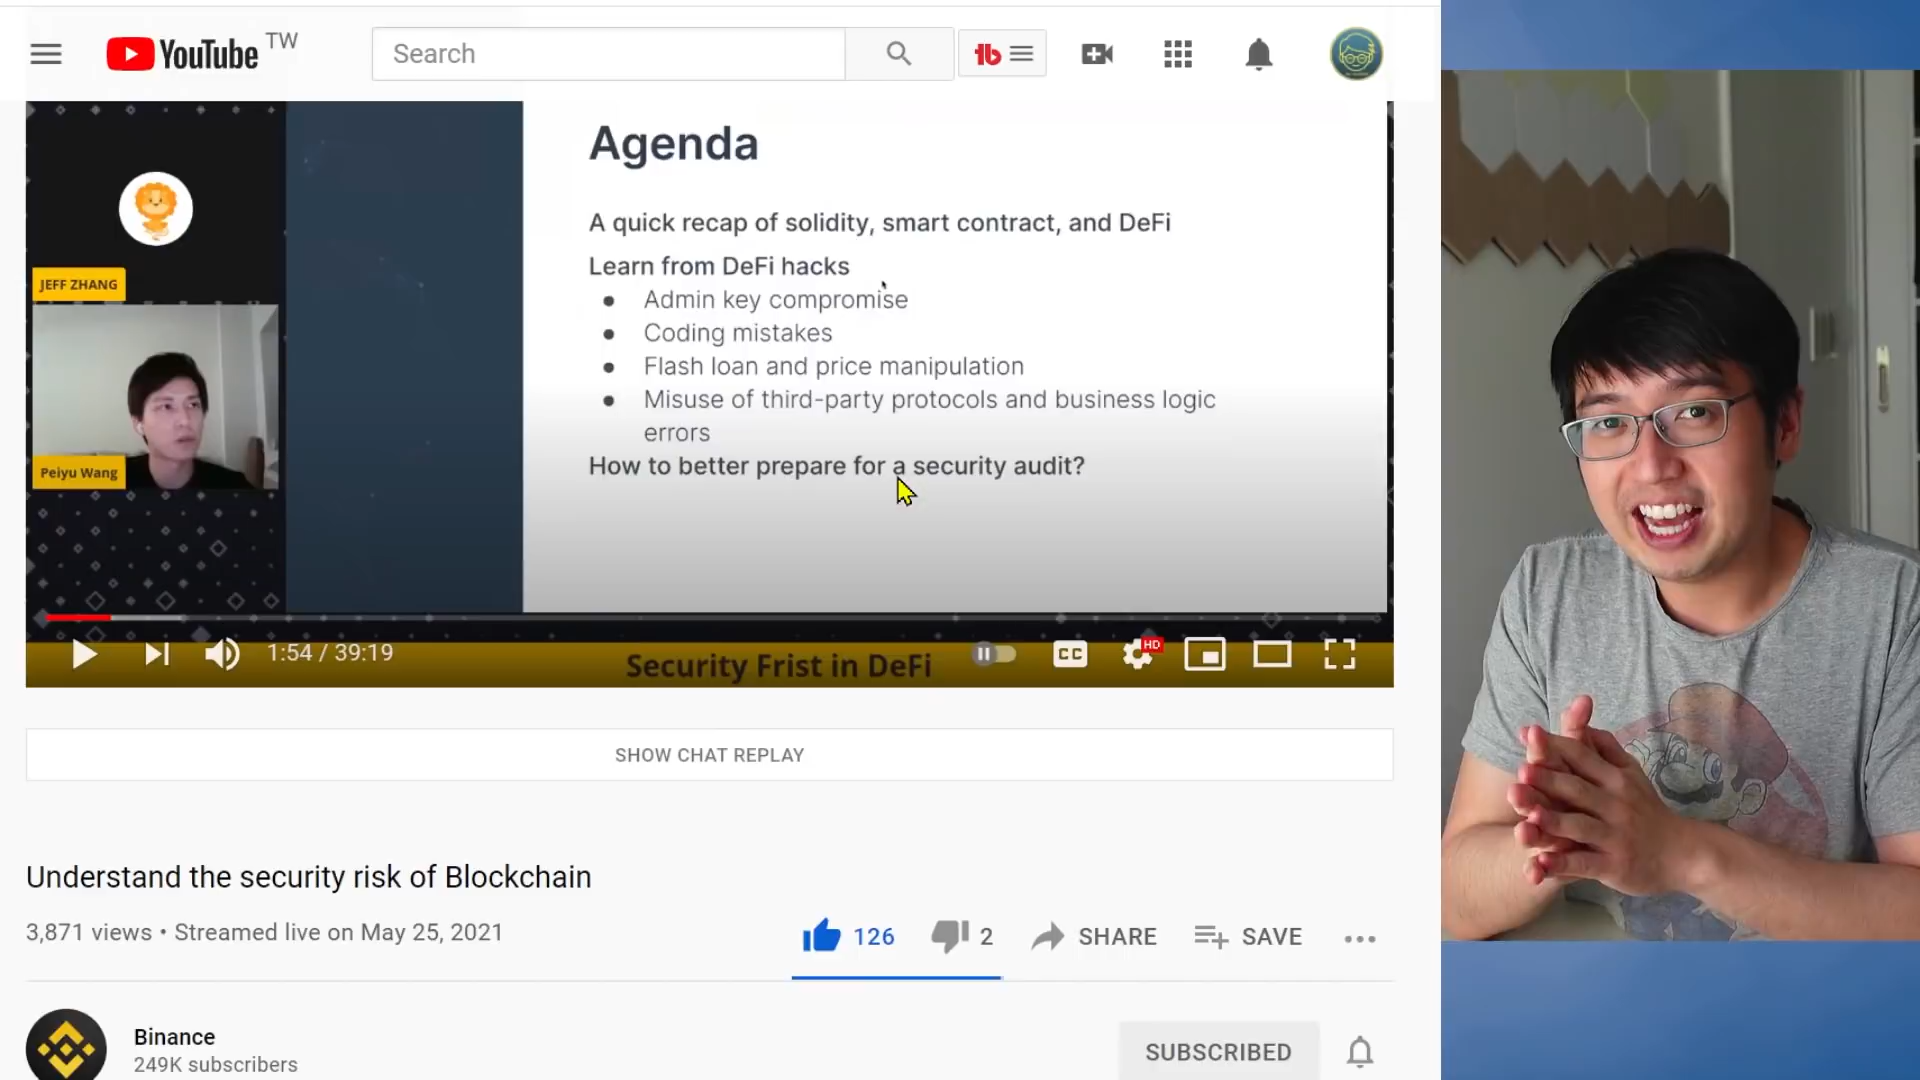 YouTube TW
Search
tb
Agenda
A quick recap of solidity, smart contract, and DeFi
Learn from DeFi hacks
● Admin key compromise
● Coding mistakes
● Flash loan and price manipulation
● Misuse of third-party protocols and business logic
errors
How to better prepare for a security audit?
JEFF ZHANG
Peiyu Wang
1:54 / 39:19
Security Frist in DeFi
CC
HD
SHOW CHAT REPLAY
Understand the security risk of Blockchain
3,871 views • Streamed live on May 25, 2021
126
2
SHARE
SAVE
Binance
249K subscribers
SUBSCRIBED